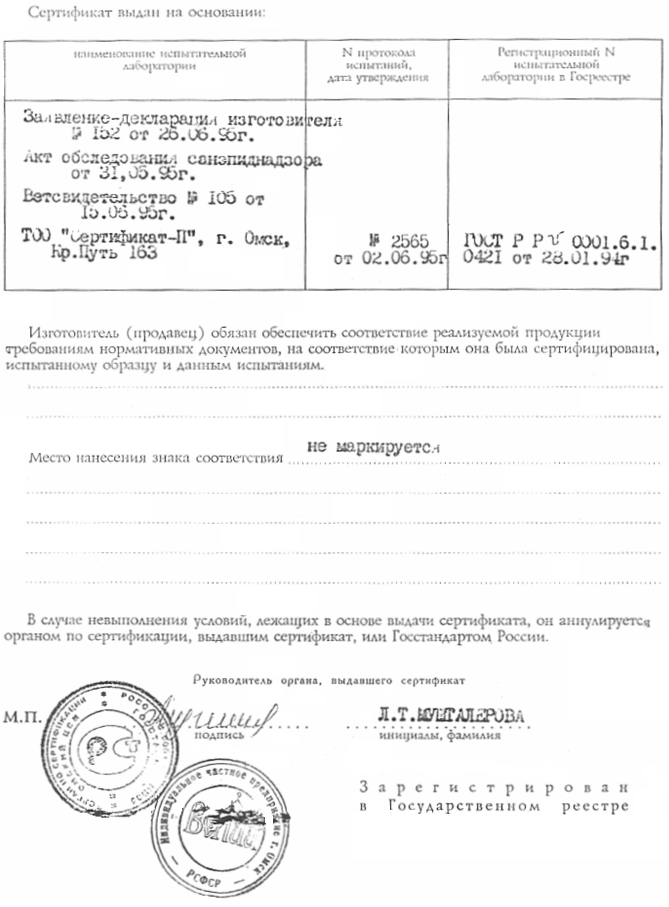 Сертификат выдан на основании:
наименование испытательной
лаборатории
N протокола
испытаний,
дата утверждения
Регистрационный N
испытательной
лаборатории в Госреестре
Заявление-декларация изготовителя
№ 152 от 26.06.95г.
Акт обследования санэпиднадзора
от 31,05.95г.
Ветсвидетельство № 105 от
15.06.95г.
ТОО "Сертификат-П", г. Омск,
Кр.Путь 163
№ 2565
от 02.06.95г
ГОСТ Р 0001.6.1.
0421 от 28.01.94г
Изготовитель (продавец) обязан обеспечить соответствие реализуемой продукции
требованиям нормативных документов, на соответствие которым она была сертифицирована,
испытанному образцу и данным испытаниям.
Место нанесения знака соответствия не маркируется
В случае невыполнения условий, лежащих в основе выдачи сертификата, он аннулируется
органом по сертификации, выдавшим сертификат, или Госстандартом России.
Руководитель органа, выдавшего сертификат
М.П.
подпись
Л.Т.
инициалы, фамилия
Зарегистрирован
в Государственном реестре
ОРГАН ПО СЕРТИФИКАЦИИ
ОМСКИЙ ЦСМ
Индивидуальное частное предприятие г. Омск
РСФСР